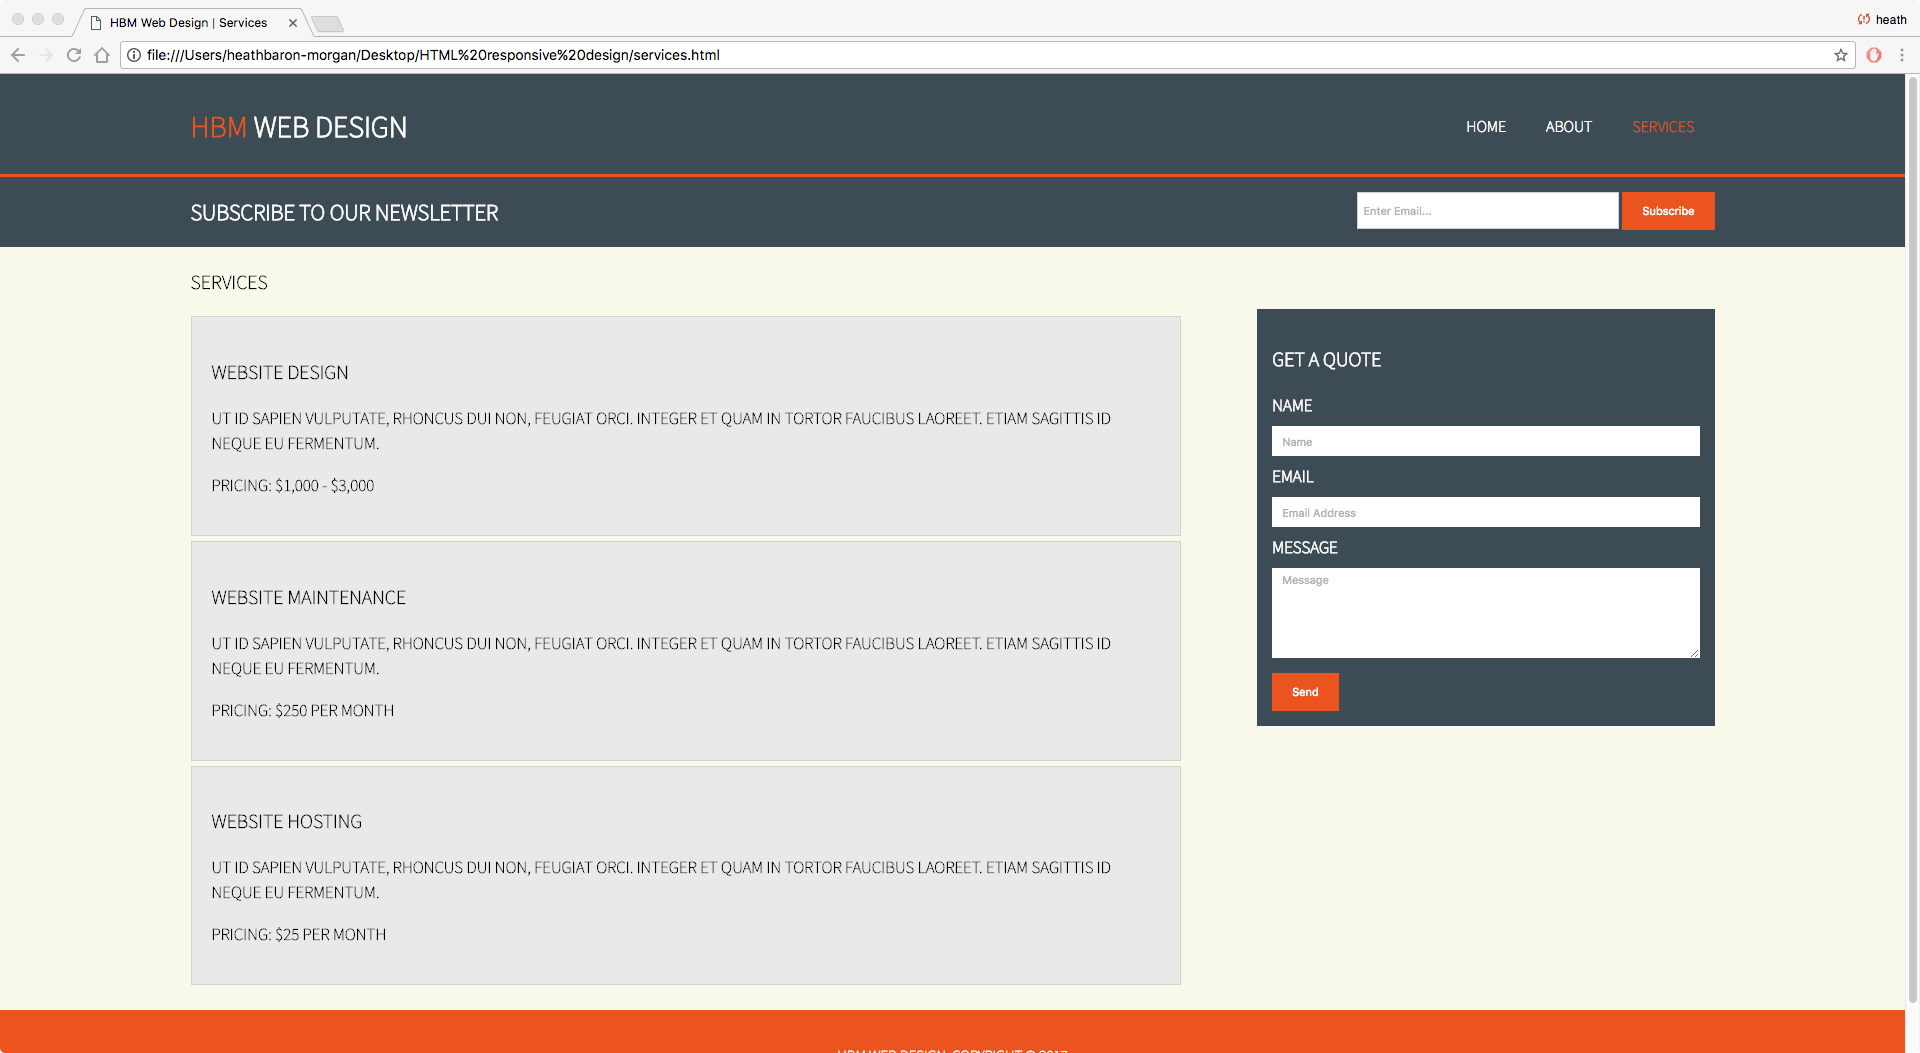 HBM Web Design | Services
heath
file:///Users/heathbaron-morgan/Desktop/HTML%20responsive%20design/services.html
HBM WEB DESIGN
HOME ABOUT SERVICES
SUBSCRIBE TO OUR NEWSLETTER
Enter Email...
Subscribe
SERVICES
WEBSITE DESIGN
UT ID SAPIEN VULPUTATE, RHONCUS DUI NON, FEUGIAT ORCI. INTEGER ET QUAM IN TORTOR FAUCIBUS LAOREET. ETIAM SAGITTIS ID
NEQUE EU FERMENTUM.
PRICING: $1,000 - $3,000
WEBSITE MAINTENANCE
UT ID SAPIEN VULPUTATE, RHONCUS DUI NON, FEUGIAT ORCI. INTEGER ET QUAM IN TORTOR FAUCIBUS LAOREET. ETIAM SAGITTIS ID
NEQUE EU FERMENTUM.
PRICING: $250 PER MONTH
WEBSITE HOSTING
UT ID SAPIEN VULPUTATE, RHONCUS DUI NON, FEUGIAT ORCI. INTEGER ET QUAM IN TORTOR FAUCIBUS LAOREET. ETIAM SAGITTIS ID
NEQUE EU FERMENTUM.
PRICING: $25 PER MONTH
GET A QUOTE
NAME
Name
EMAIL
Email Address
MESSAGE
Message
Send
HBM WEB DESIGN, COPYRIGHT © 2017